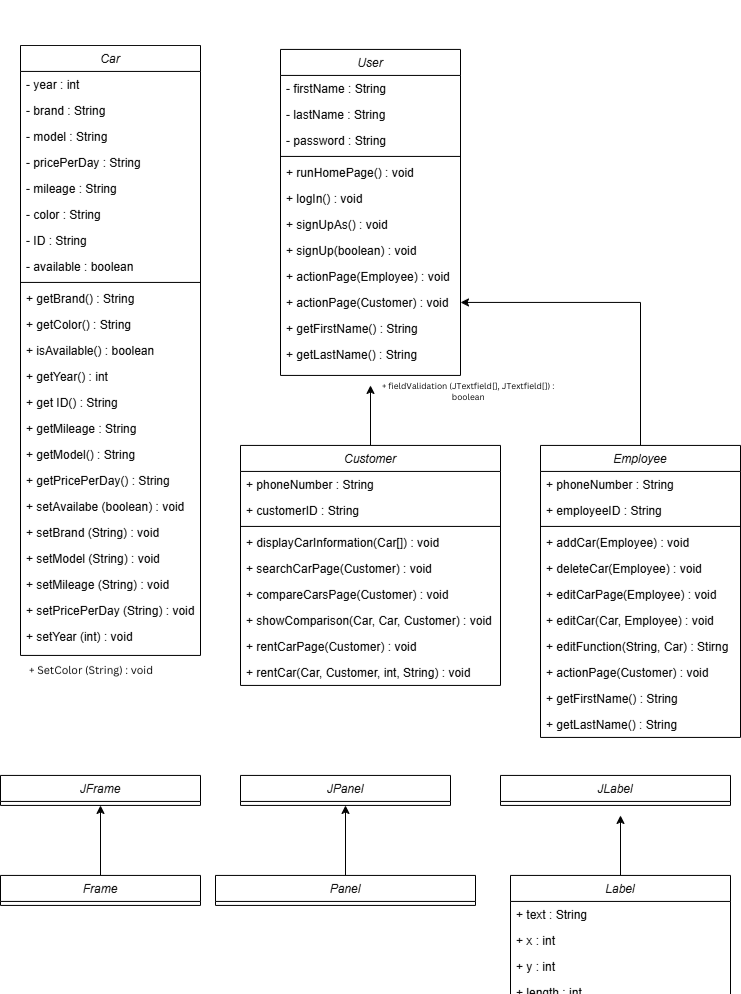 Car
- year : int
- brand : String
- model : String
- pricePerDay : String
- mileage : String
- color : String
- ID : String
- available : boolean
+ getBrand() : String
+ getColor() : String
+ isAvailable() : boolean
+ getYear() : int
+ get ID() : String
+ getMileage : String
+ getModel() : String
+ getPricePerDay() : String
+ setAvailabe (boolean) : void
+ setBrand (String) : void
+ setModel (String) : void
+ setMileage (String) : void
+ setPricePerDay (String) : void
+ setYear (int) : void
+ SetColor (String) : void
User
- firstName : String
- lastName : String
- password : String
+ runHomePage() : void
+ logIn() : void
+ signUpAs() : void
+ signUp(boolean) : void
+ actionPage(Employee) : void
+ actionPage(Customer) : void
+ getFirstName() : String
+ getLastName() : String
+ fieldValidation (JTextfield[], JTextfield[]) :
boolean
Customer
+ phoneNumber : String
+ customerID : String
+ displayCarInformation(Car[]) : void
+ searchCarPage(Customer) : void
+ compareCarsPage(Customer) : void
+ showComparison(Car, Car, Customer) : void
+ rentCarPage(Customer) : void
+ rentCar(Car, Customer, int, String) : void
Employee
+ phoneNumber : String
+ employeeID : String
+ addCar(Employee) : void
+ deleteCar(Employee) : void
+ editCarPage(Employee) : void
+ editCar(Car, Employee) : void
+ editFunction(String, Car) : Stirng
+ actionPage(Customer) : void
+ getFirstName() : String
+ getLastName() : String
JFrame
JPanel
JLabel
Frame
Panel
Label
+ text : String
+ x : int
+ y : int
+ length : int